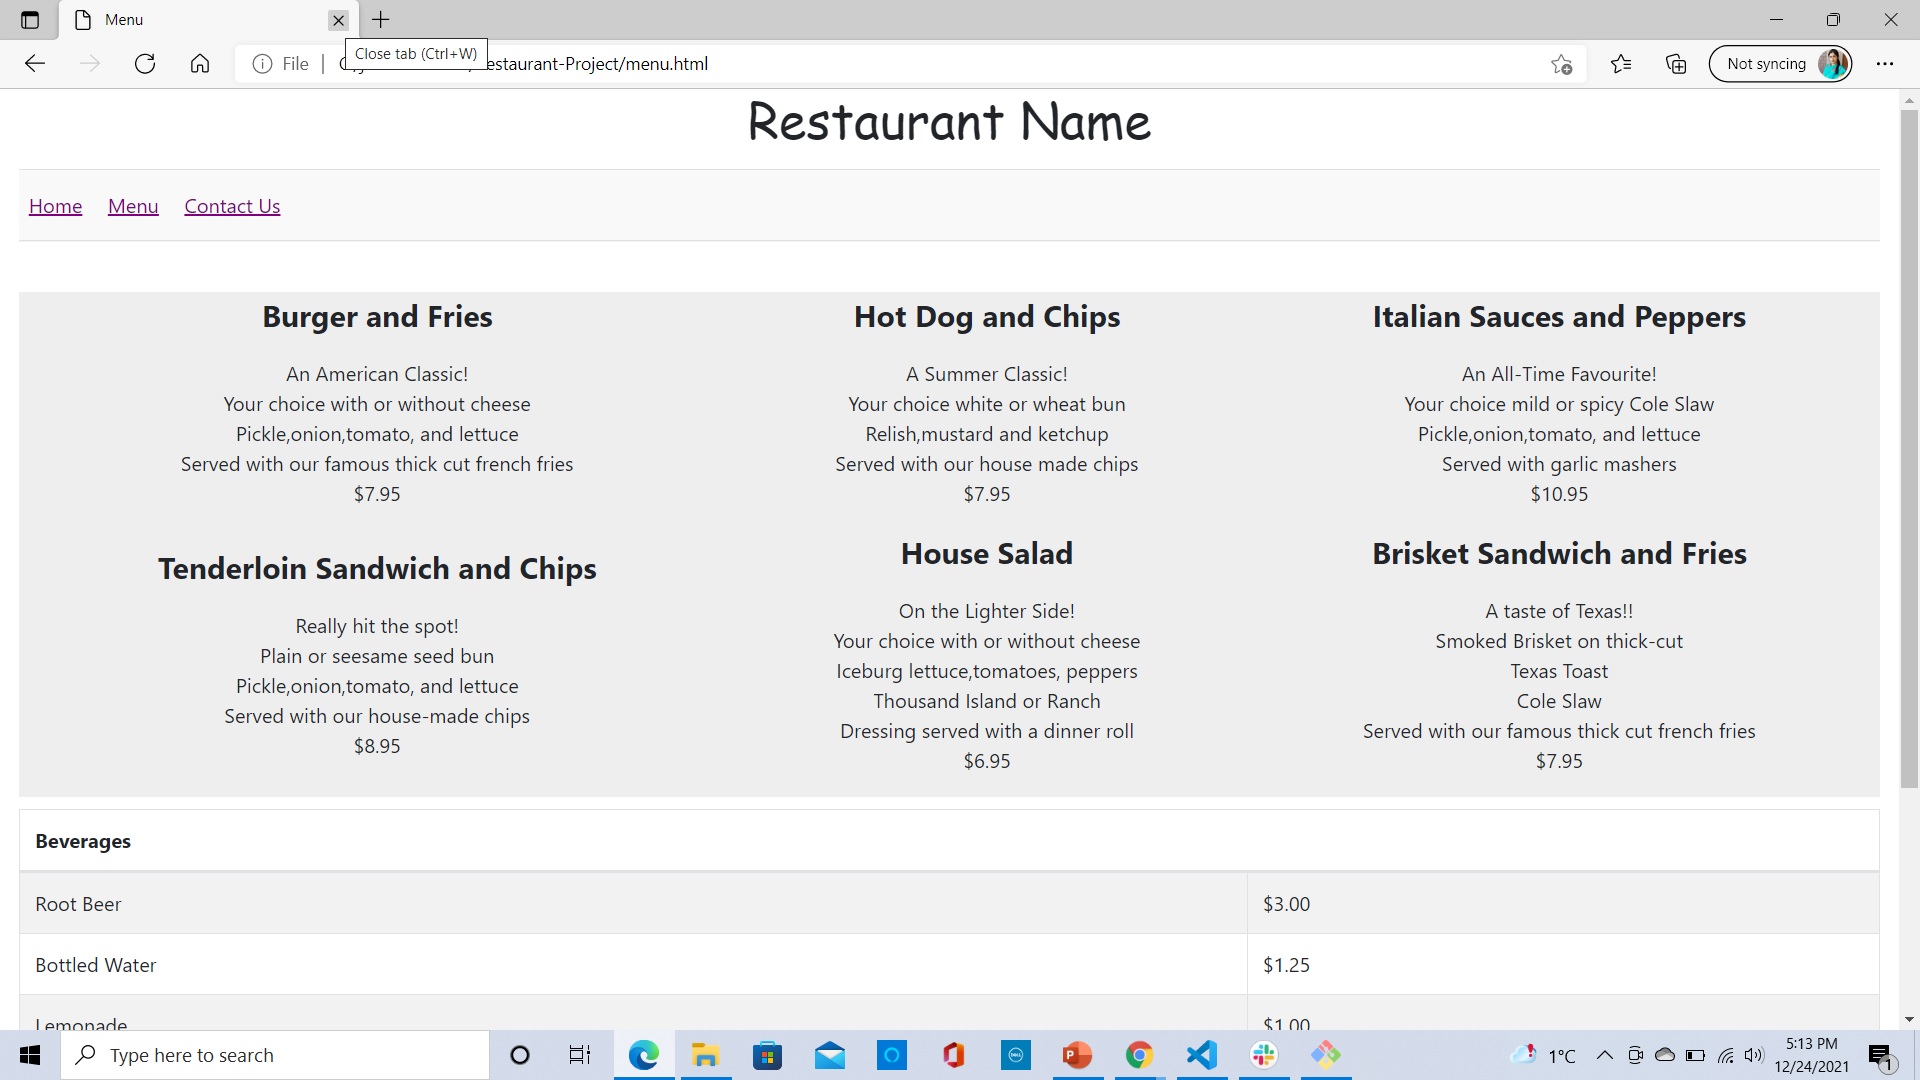 Menu
Close tab (Ctrl+W)
File
estaurant-Project/menu.html
Not syncing
Restaurant Name
Home Menu Contact Us
Burger and Fries
An American Classic!
Your choice with or without cheese
Pickle,onion,tomato, and lettuce
Served with our famous thick cut french fries
$7.95
Hot Dog and Chips
A Summer Classic!
Your choice white or wheat bun
Relish,mustard and ketchup
Served with our house made chips
$7.95
Italian Sauces and Peppers
An All-Time Favourite!
Your choice mild or spicy Cole Slaw
Pickle,onion,tomato, and lettuce
Served with garlic mashers
$10.95
Tenderloin Sandwich and Chips
Really hit the spot!
Plain or seesame seed bun
Pickle,onion,tomato, and lettuce
Served with our house-made chips
$8.95
House Salad
On the Lighter Side!
Your choice with or without cheese
Iceburg lettuce,tomatoes, peppers
Thousand Island or Ranch
Dressing served with a dinner roll
$6.95
Brisket Sandwich and Fries
A taste of Texas!!
Smoked Brisket on thick-cut
Texas Toast
Cole Slaw
Served with our famous thick cut french fries
$7.95
Beverages
Root Beer $3.00
Bottled Water $1.25
Lemonade $1.00
Type here to search
1°C
5:13 PM
12/24/2021
1